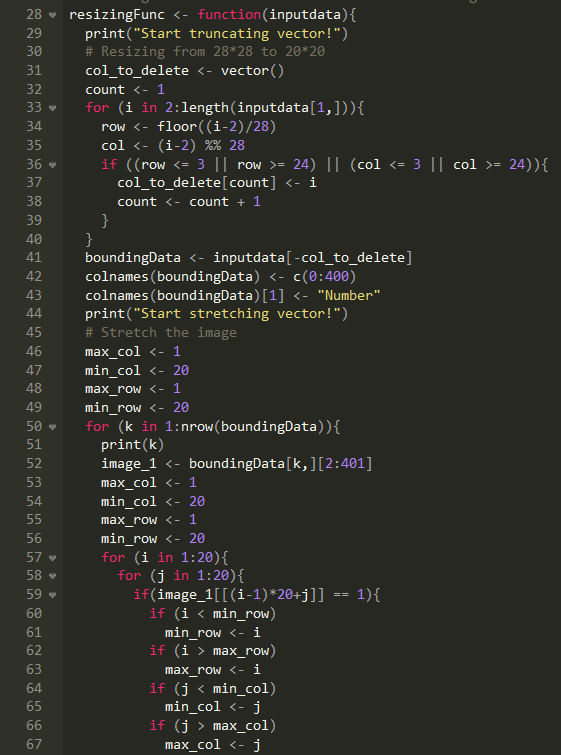 28 resizingFunc <- function(inputdata){
29   print("Start truncating vector!")
30   # Resizing from 28*28 to 20*20
31   col_to_delete <- vector()
32   count <- 1
33   for (i in 2:length(inputdata[1,])){
34     row <- floor((i-2)/28)
35     col <- (i-2) %% 28
36     if ((row <= 3 || row >= 24) || (col <= 3 || col >= 24)){
37       col_to_delete[count] <- i
38       count <- count + 1
39     }
40   }
41   boundingData <- inputdata[-col_to_delete]
42   colnames(boundingData) <- c(0:400)
43   colnames(boundingData)[1] <- "Number"
44   print("Start stretching vector!")
45   # Stretch the image
46   max_col <- 1
47   min_col <- 20
48   max_row <- 1
49   min_row <- 20
50   for (k in 1:nrow(boundingData)){
51     print(k)
52     image_1 <- boundingData[k,][2:401]
53     max_col <- 1
54     min_col <- 20
55     max_row <- 1
56     min_row <- 20
57     for (i in 1:20){
58       for (j in 1:20){
59         if(image_1[[(i-1)*20+j]] == 1){
60           if (i < min_row)
61             min_row <- i
62           if (i > max_row)
63             max_row <- i
64           if (j < min_col)
65             min_col <- j
66           if (j > max_col)
67             max_col <- j